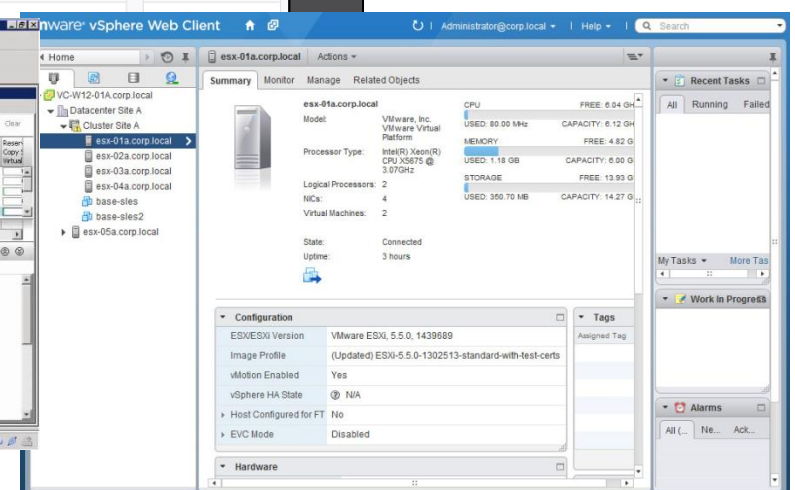 mware® vSphere Web Client
Administrator@corp.local
Help
Search
Clear
Copy
Virtual
Home
VC-W12-01A.corp.local
Datacenter Site A
Cluster Site A
esx-01a.corp.local
esx-02a.corp.local
esx-03a.corp.local
esx-04a.corp.local
base-sles
base-sles2
esx-05a.corp.local
esx-01a.corp.local Actions
Summary Monitor Manage Related Objects
esx-01a.corp.local
Model: VMware, Inc.
VMware Virtual
Platform
Processor Type: Intel(R) Xeon(R)
CPU X5675 @
3.07GHz
Logical Processors: 2
NICs: 4
Virtual Machines: 2
State: Connected
Uptime: 3 hours
CPU FREE: 6.04 GH
USED: 80.00 MHz CAPACITY: 6.12 GH
MEMORY FREE: 4.82 G
USED: 1.18 GB CAPACITY: 6.00 G
STORAGE FREE: 13.93 G
USED: 350.70 MB CAPACITY: 14.27 G
Configuration
ESX/ESXi Version VMware ESXi, 5.5.0, 1439689
Image Profile (Updated) ESXi-5.5.0-1302513-standard-with-test-certs
vMotion Enabled Yes
vSphere HA State N/A
Host Configured for FT No
EVC Mode Disabled
Hardware
Tags
Assigned Tag
Recent Tasks
All Running Failed
My Tasks More Tas
Work In Progress
Alarms
All (... Ne... Ack...